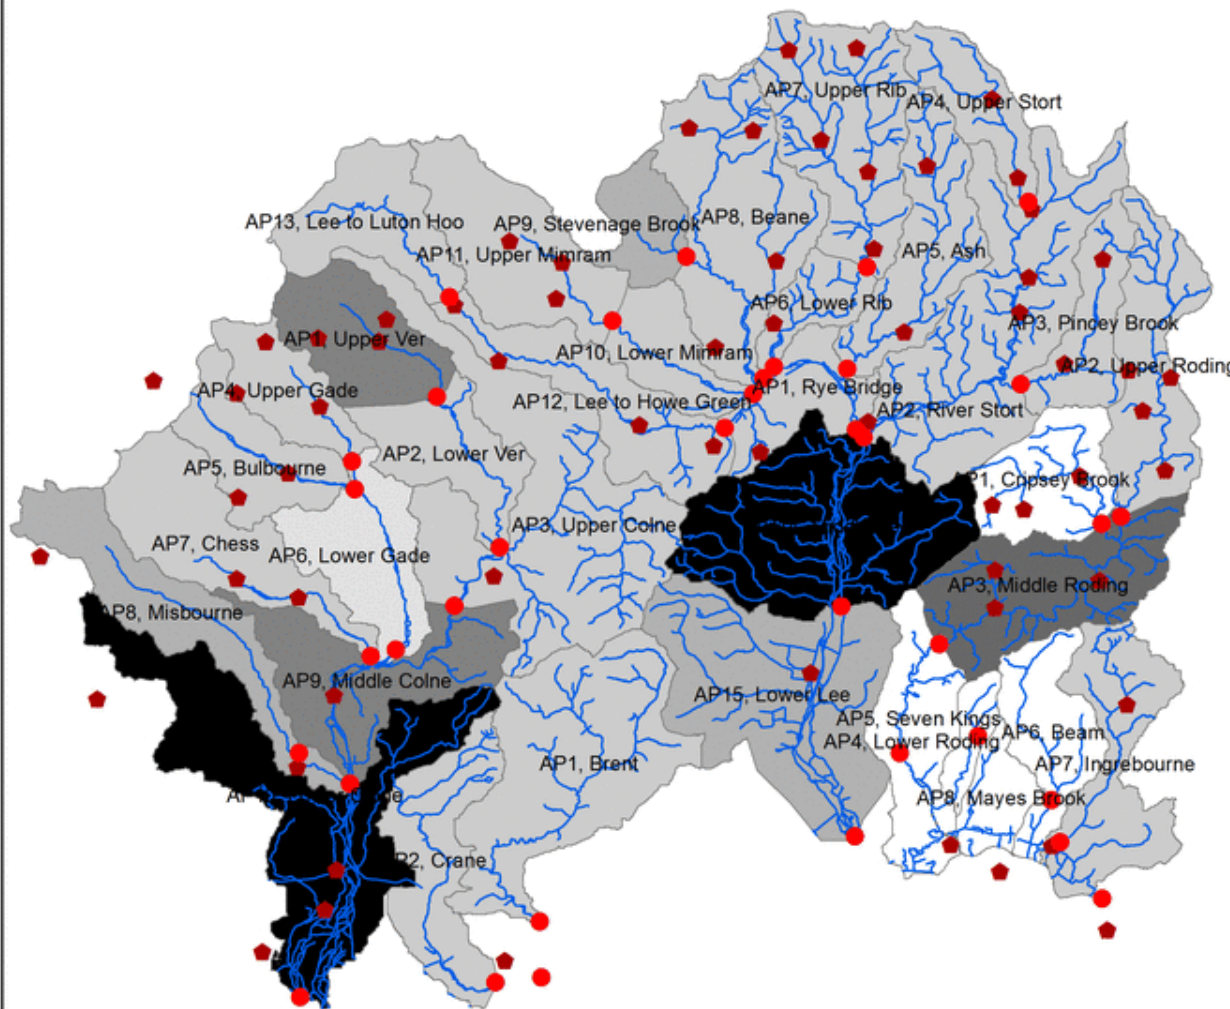 AP7, Upper Rib
AP4, Upper Stort
AP13, Lee to Luton Hoo
AP9, Stevenage Brook
AP8, Beane
AP11, Upper Mimram
AP5, Ash
AP6, Lower Rib
AP3, Pincey Brook
AP1, Upper Ver
AP10, Lower Mimram
AP2, Upper Roding
AP4, Upper Gade
AP1, Rye Bridge
AP12, Lee to Howe Green
AP2, River Stort
AP2, Lower Ver
AP5, Bulbourne
P1, Cripsey Brook
AP3, Upper Colne
AP7, Chess
AP6, Lower Gade
AP3, Middle Roding
AP8, Misbourne
AP9, Middle Colne
AP15, Lower Lee
AP5, Seven Kings
AP6, Beam
AP4, Lower Roding
AP1, Brent
AP7, Ingrebourne
AP8, Mayes Brook
P2, Crane